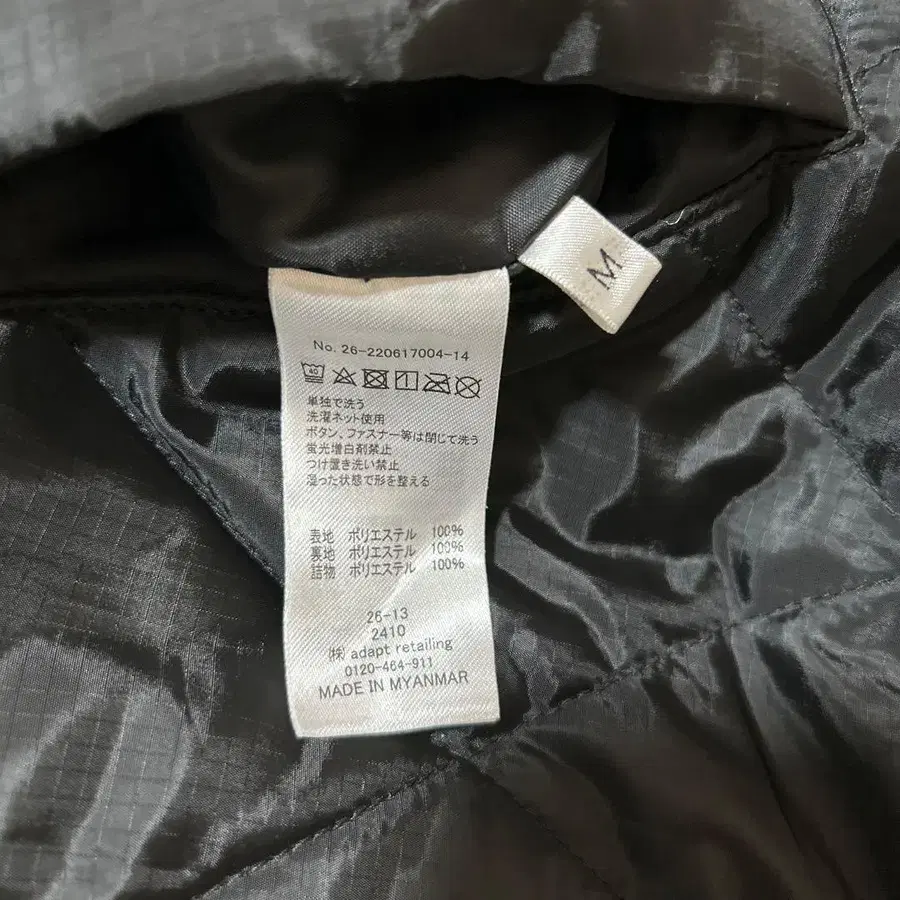 M
No. 26-220617004-14
40
単独で洗う
洗濯ネット使用
ボタン、ファスナー等は閉じて洗う
蛍光増白剤禁止
つけ置き洗い禁止
湿った状態で形を整える
表地 ポリエステル 100%
裏地 ポリエステル 100%
詰物 ポリエステル 100%
26-13
2410
(株) adapt retailing
0120-464-911
MADE IN MYANMAR